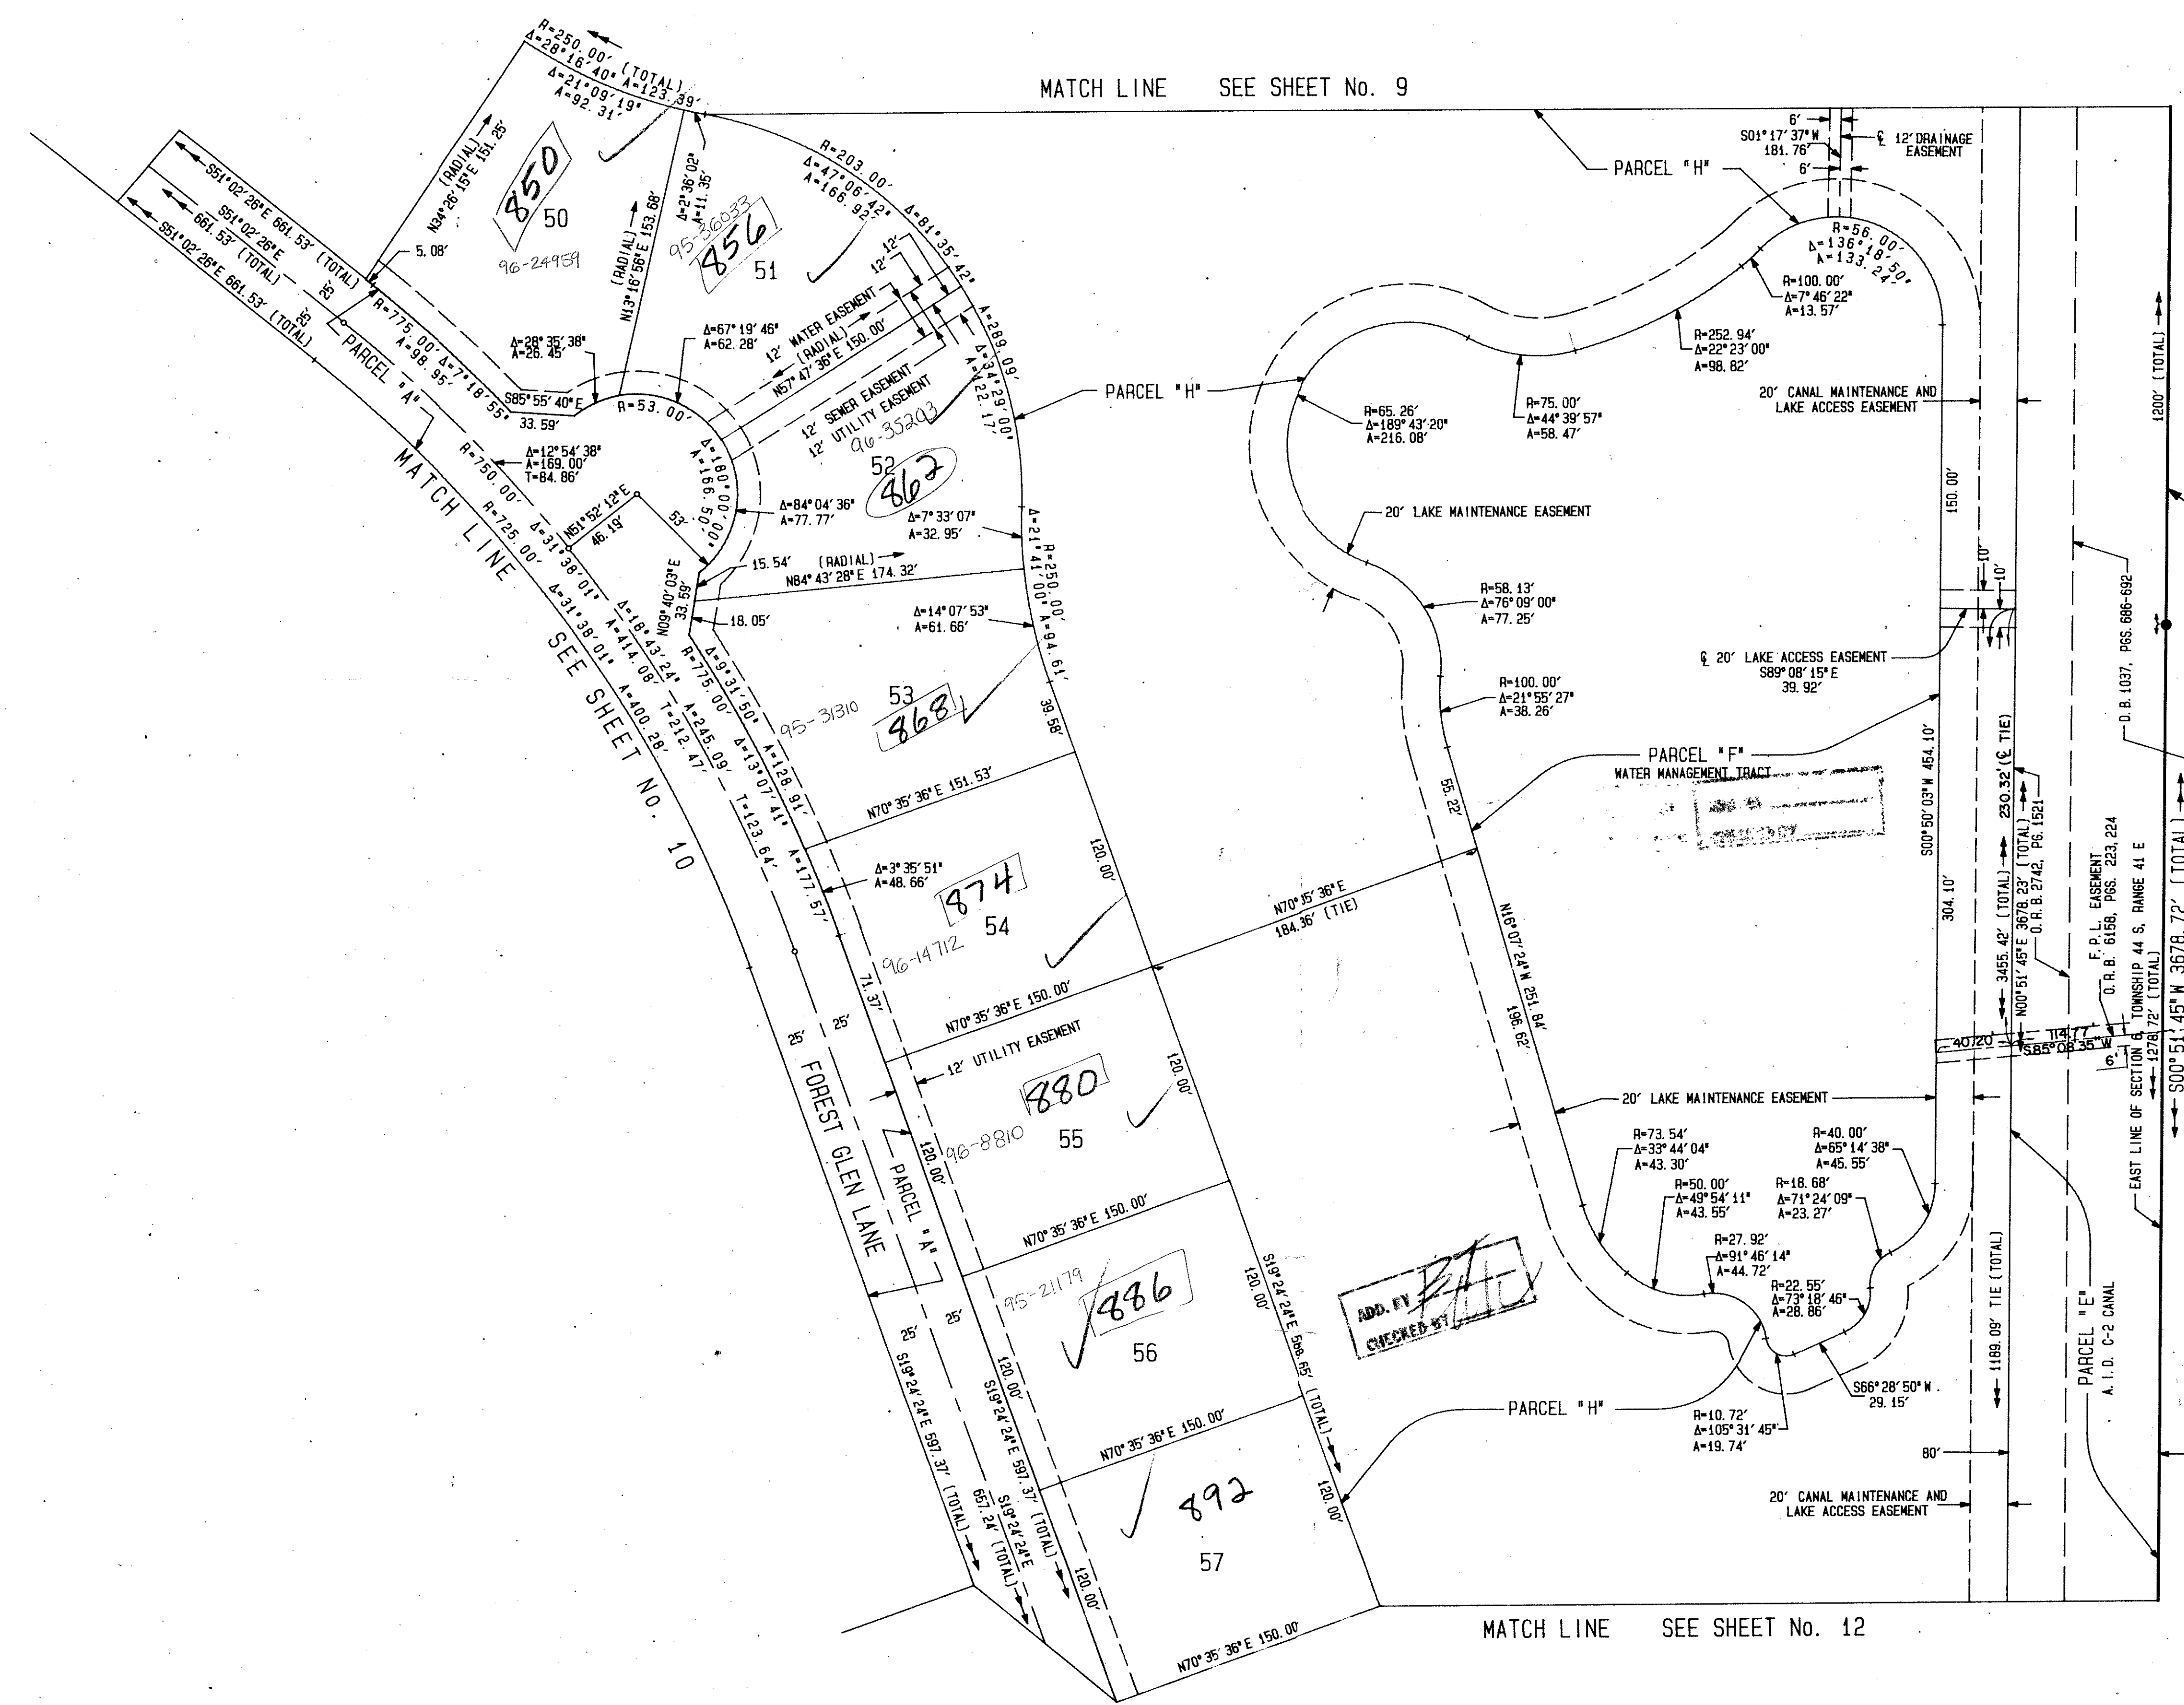 MATCH LINE SEE SHEET No. 9
R=250.00' (TOTAL)
Δ=28°16'40" A=123.39'
Δ=21°09'19"
A=92.31'
(RADIAL)
N34°26'15"E 151.25'
850
50
96-24959
5.08'
S51°02'26"E 661.53' (TOTAL)
S51°02'26"E
661.53' (TOTAL)
S51°02'26"E 661.53' (TOTAL)
25'
25'
PARCEL "A"
R=775.00' Δ=7°18'55"
A=98.95'
(RADIAL)
N13°16'56"E 153.68'
Δ=2°36'02"
A=11.35'
95-36033
856
51
R=203.00'
Δ=47°06'42"
A=166.92'
Δ=81°35'42"
A=289.09'
12'
12'
12' WATER EASEMENT
(RADIAL)
N57°47'36"E 150.00'
12' SEWER EASEMENT
12' UTILITY EASEMENT
96-35293
Δ=34°29'00"
A=122.17'
Δ=28°35'38"
A=26.45'
Δ=67°19'46"
A=62.28'
S85°55'40"E
33.59'
R=53.00'
Δ=180°00'00"
A=166.50'
Δ=12°54'38"
A=169.00'
T=84.86'
R=750.00'
Δ=31°38'01"
A=414.08'
T=212.47'
N51°52'12"E
46.19'
53'
52
862
Δ=84°04'36"
A=77.77'
Δ=7°33'07"
A=32.95'
15.54'
(RADIAL)
N84°43'28"E 174.32'
N09°40'03"E
33.59'
18.05'
Δ=14°07'53"
A=61.66'
R=250.00'
Δ=21°41'00" A=94.61'
39.58'
MATCH LINE SEE SHEET No. 10
R=725.00'
Δ=31°38'01"
A=400.28'
Δ=18°43'24"
A=245.09'
T=123.64'
Δ=9°31'50" A=128.91'
R=775.00' Δ=13°07'41" A=177.57'
53
868
95-31310
N70°35'36"E 151.53'
Δ=3°35'51"
A=48.66'
874
54
96-14712
120.00'
71.37'
N70°35'36"E 150.00'
12' UTILITY EASEMENT
880
55
96-8810
120.00'
120.00'
25'
25'
FOREST GLEN LANE
PARCEL "A"
N70°35'36"E 150.00'
95-21179
886
56
25'
25'
120.00'
120.00'
S19°24'24"E 568.65' (TOTAL)
S19°24'24"E 597.37' (TOTAL)
S19°24'24"E
657.24' (TOTAL)
S19°24'24"E 597.37' (TOTAL)
N70°35'36"E 150.00'
892
57
120.00'
120.00'
N70°35'36"E 150.00'
PARCEL "H"
6'
S01°17'37"W
181.76'
6'
℄ 12' DRAINAGE
EASEMENT
R=56.00'
Δ=136°18'50"
A=133.24'
R=100.00'
Δ=7°46'22"
A=13.57'
R=252.94'
Δ=22°23'00"
A=98.82'
20' CANAL MAINTENANCE AND
LAKE ACCESS EASEMENT
PARCEL "H"
R=65.26'
Δ=189°43'20"
A=216.08'
R=75.00'
Δ=44°39'57"
A=58.47'
20' LAKE MAINTENANCE EASEMENT
R=58.13'
Δ=76°09'00"
A=77.25'
R=100.00'
Δ=21°55'27"
A=38.26'
150.00'
10'
10'
℄ 20' LAKE ACCESS EASEMENT
S89°08'15"E
39.92'
PARCEL "F"
WATER MANAGEMENT TRACT
55.22'
N70°35'36"E
184.36' (TIE)
N16°07'24"W 251.84'
196.62'
S00°50'03"W 454.10'
304.10'
1200' (TOTAL)
D.B. 1037, PGS. 686-692
3455.42' (TOTAL) 230.32' (℄ TIE)
N00°51'45"E 3678.23' (TOTAL)
O.R.B. 2742, PG. 1521
F.P.L. EASEMENT
O.R.B. 6158, PGS. 223, 224
EAST LINE OF SECTION 6, TOWNSHIP 44 S, RANGE 41 E
1278.72' (TOTAL)
S00°51'45"W 3678.72' (TOTAL)
40.20'
114.77'
S85°08'35"W
6'
20' LAKE MAINTENANCE EASEMENT
R=73.54'
Δ=33°44'04"
A=43.30'
R=40.00'
Δ=65°14'38"
A=45.55'
R=50.00'
Δ=49°54'11"
A=43.55'
R=18.68'
Δ=71°24'09"
A=23.27'
R=27.92'
Δ=91°46'14"
A=44.72'
R=22.55'
Δ=73°18'46"
A=28.86'
S66°28'50"W
29.15'
R=10.72'
Δ=105°31'45"
A=19.74'
PARCEL "H"
ADD. BY
CHECKED BY
1189.09' TIE (TOTAL)
PARCEL "E"
A.I.D. C-2 CANAL
80'
20' CANAL MAINTENANCE AND
LAKE ACCESS EASEMENT
MATCH LINE SEE SHEET No. 12